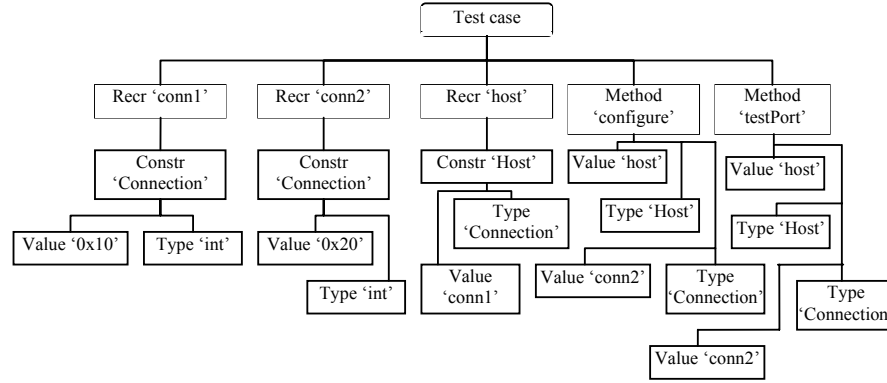 Test case
Recr ‘conn1’
Recr ‘conn2’
Recr ‘host’
Method
‘configure’
Method
‘testPort’
Constr
‘Connection’
Constr
‘Connection’
Constr ‘Host’
Value ‘host’
Value ‘host’
Value ‘0x10’
Type ‘int’
Value ‘0x20’
Type
‘Connection’
Type ‘Host’
Type ‘Host’
Type ‘int’
Value
‘conn1’
Value ‘conn2’
Type
‘Connection’
Type
‘Connection
Value ‘conn2’